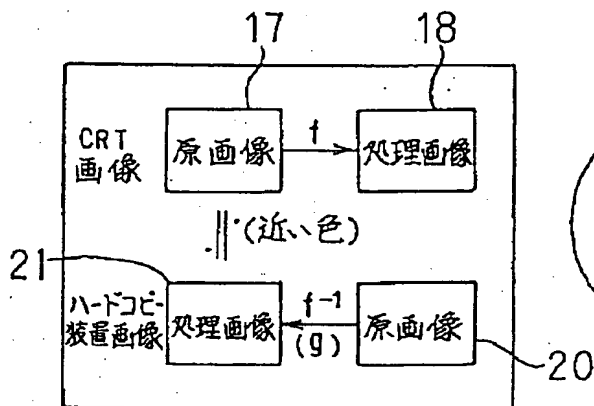 17
18
CRT
画像
原画像
f
処理画像
(近い色)
21
ハードコピー
装置画像
処理画像
f-1
(g)
原画像
20